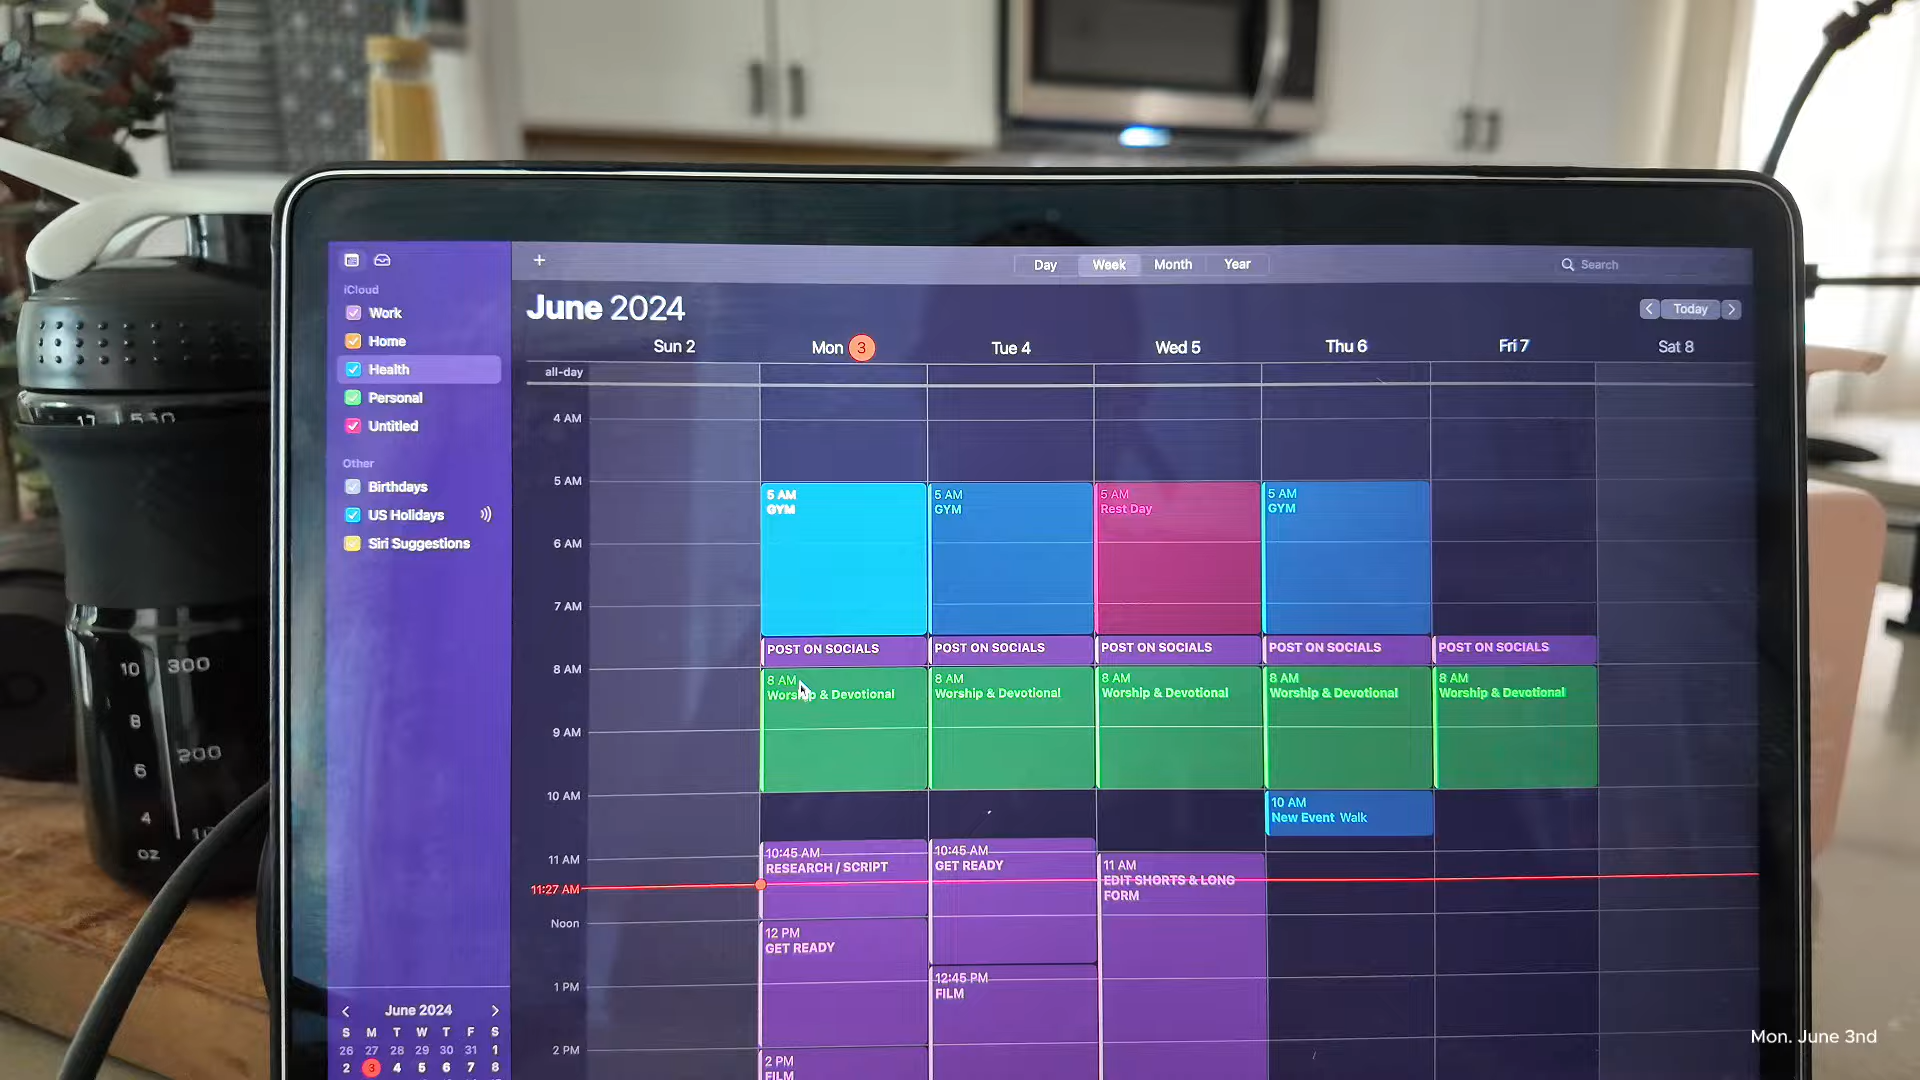 Day Week Month Year
Search
iCloud
Work
Home
Health
Personal
Untitled
Other
Birthdays
US Holidays
Siri Suggestions
June 2024
Today
Sun 2 Mon 3 Tue 4 Wed 5 Thu 6 Fri 7 Sat 8
all-day
4 AM
5 AM
6 AM
7 AM
8 AM
9 AM
10 AM
11 AM
11:27 AM
Noon
1 PM
2 PM
5 AM
GYM
5 AM
GYM
5 AM
Rest Day
5 AM
GYM
POST ON SOCIALS
POST ON SOCIALS
POST ON SOCIALS
POST ON SOCIALS
POST ON SOCIALS
8 AM
Worship & Devotional
8 AM
Worship & Devotional
8 AM
Worship & Devotional
8 AM
Worship & Devotional
8 AM
Worship & Devotional
10 AM
New Event Walk
10:45 AM
RESEARCH / SCRIPT
10:45 AM
GET READY
11 AM
EDIT SHORTS & LONG
FORM
12 PM
GET READY
12:45 PM
FILM
2 PM
FILM
June 2024
S M T W T F S
26 27 28 29 30 31 1
2 3 4 5 6 7 8
10 300
8
200
6
4
OZ
Mon. June 3nd